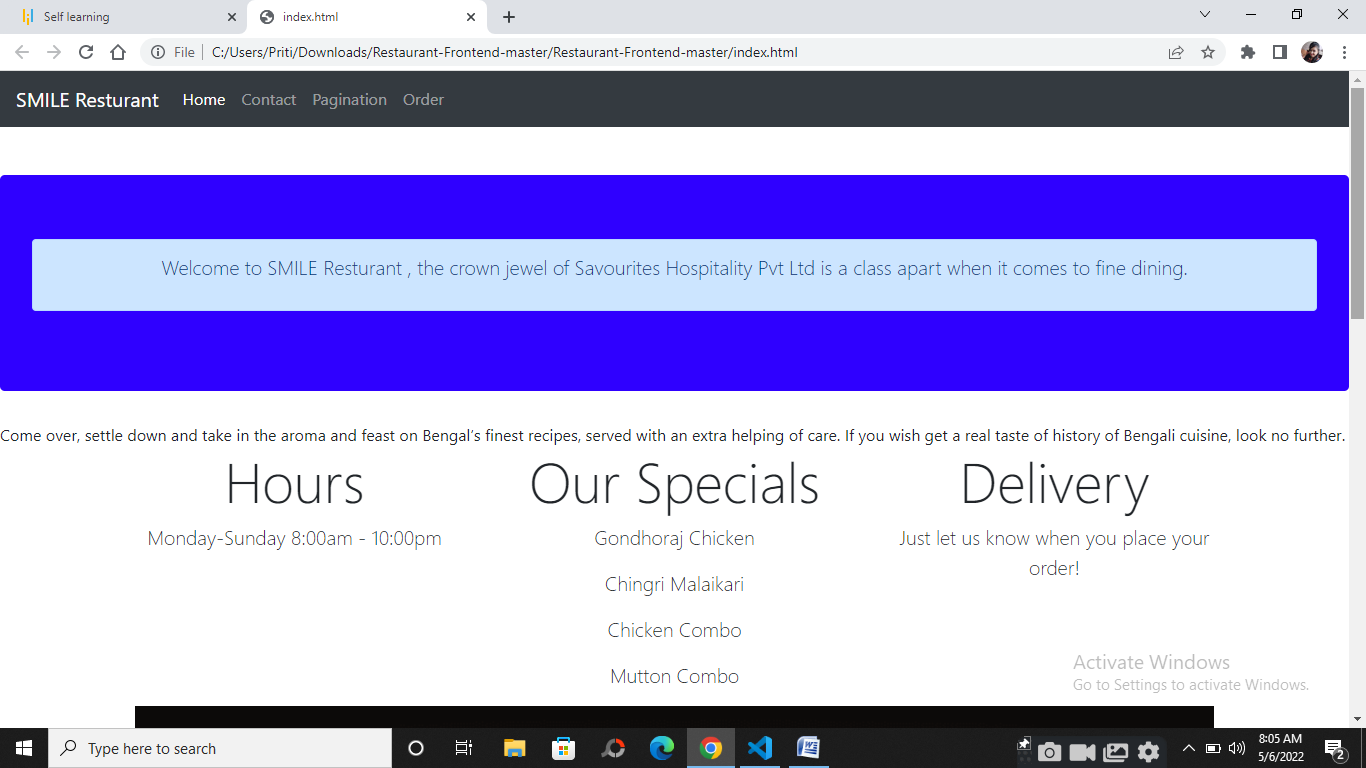 Self learning
index.html
File
C:/Users/Priti/Downloads/Restaurant-Frontend-master/Restaurant-Frontend-master/index.html
SMILE Resturant Home Contact Pagination Order
Welcome to SMILE Resturant , the crown jewel of Savourites Hospitality Pvt Ltd is a class apart when it comes to fine dining.
Come over, settle down and take in the aroma and feast on Bengal’s finest recipes, served with an extra helping of care. If you wish get a real taste of history of Bengali cuisine, look no further.
Hours
Monday-Sunday 8:00am - 10:00pm
Our Specials
Gondhoraj Chicken
Chingri Malaikari
Chicken Combo
Mutton Combo
Delivery
Just let us know when you place your
order!
Activate Windows
Go to Settings to activate Windows.
Type here to search
8:05 AM
5/6/2022
2